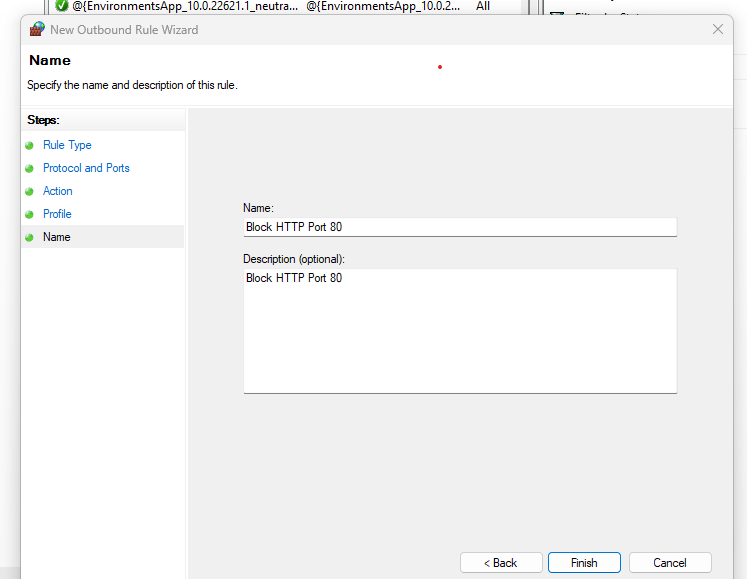 @{EnvironmentsApp_10.0.22621.1_neutra... @{EnvironmentsApp_10.0.2... All
New Outbound Rule Wizard
Name
Specify the name and description of this rule.
Steps:
Rule Type
Protocol and Ports
Action
Profile
Name
Name:
Block HTTP Port 80
Description (optional):
Block HTTP Port 80
< Back Finish Cancel